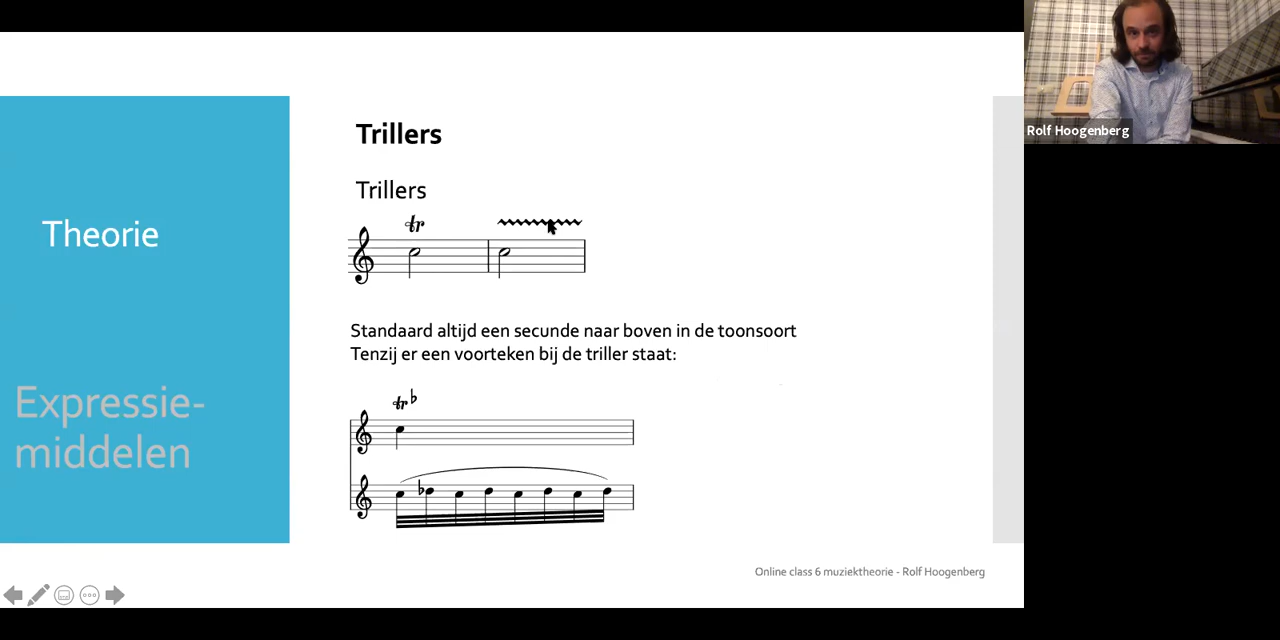 Theorie
Expressie-
middelen
Trillers
Trillers
tr
Standaard altijd een secunde naar boven in de toonsoort
Tenzij er een voorteken bij de triller staat:
tr♭
Online class 6 muziektheorie - Rolf Hoogenberg
Rolf Hoogenberg